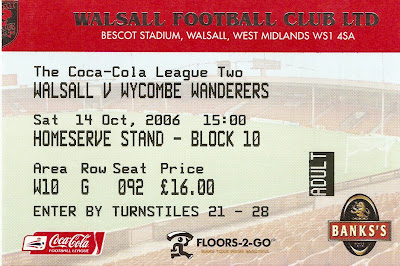 WALSALL FOOTBALL CLUB LTD
BESCOT STADIUM, WALSALL, WEST MIDLANDS WS1 4SA
The Coca-Cola League Two
WALSALL V WYCOMBE WANDERERS
Sat 14 Oct, 2006 15:00
HOMESERVE STAND - BLOCK 10
Area Row Seat Price
W10 G 092 £16.00
ENTER BY TURNSTILES 21 - 28
ADULT
Coca-Cola
FOOTBALL LEAGUE
FLOORS-2-GO
BANKS'S